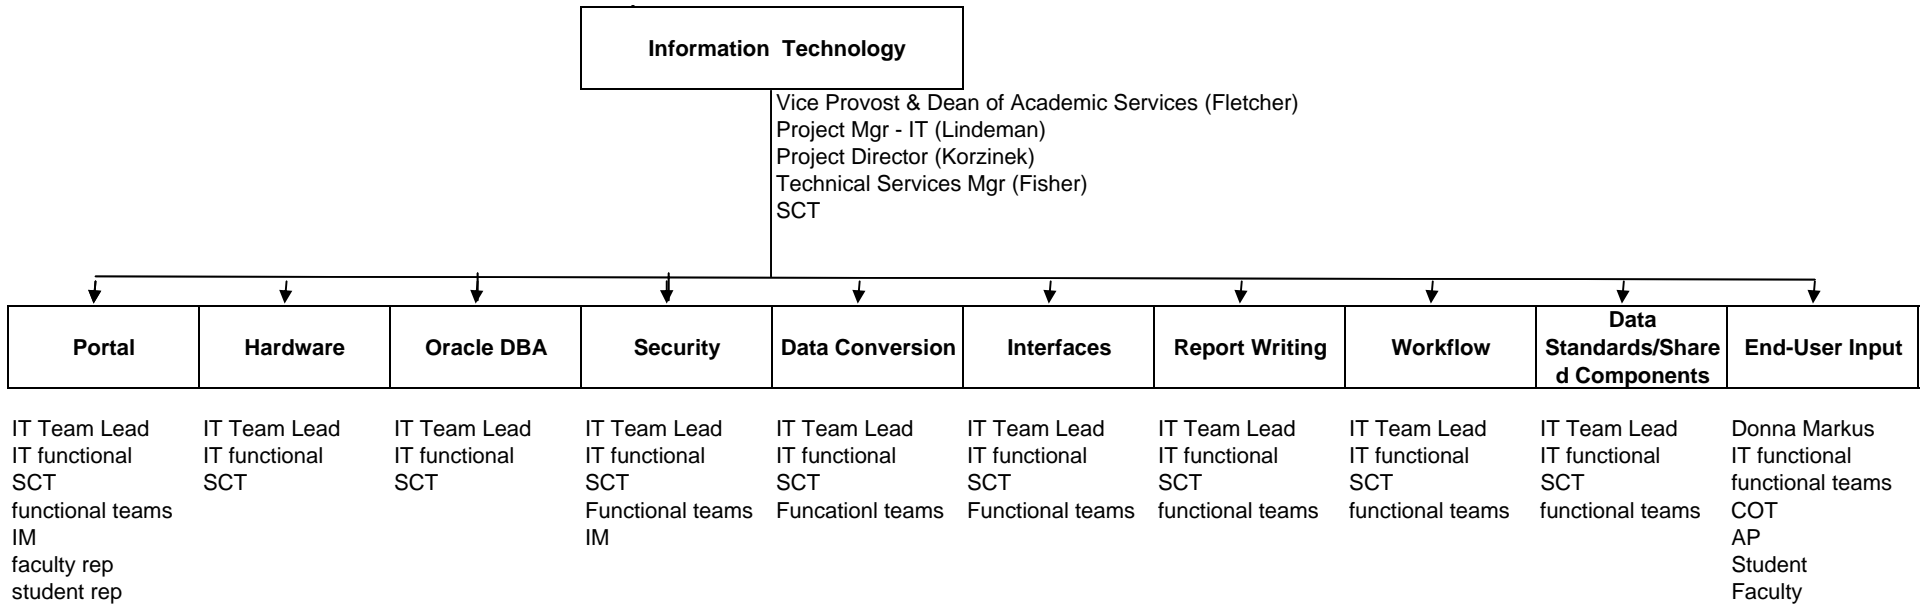 Information Technology
Vice Provost & Dean of Academic Services (Fletcher)
Project Mgr - IT (Lindeman)
Project Director (Korzinek)
Technical Services Mgr (Fisher)
SCT
Portal
Hardware
Oracle DBA
Security
Data Conversion
Interfaces
Report Writing
Workflow
Data
Standards/Share
d Components
End-User Input
IT Team Lead
IT functional
SCT
functional teams
IM
faculty rep
student rep
IT Team Lead
IT functional
SCT
IT Team Lead
IT functional
SCT
IT Team Lead
IT functional
SCT
Functional teams
IM
IT Team Lead
IT functional
SCT
Funcationl teams
IT Team Lead
IT functional
SCT
Functional teams
IT Team Lead
IT functional
SCT
functional teams
IT Team Lead
IT functional
SCT
functional teams
IT Team Lead
IT functional
SCT
functional teams
Donna Markus
IT functional
functional teams
COT
AP
Student
Faculty